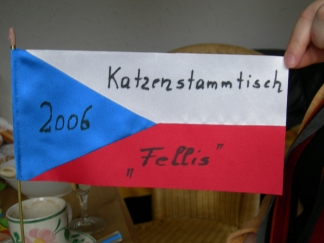 Katzenstammtisch
2006
„Fellis"